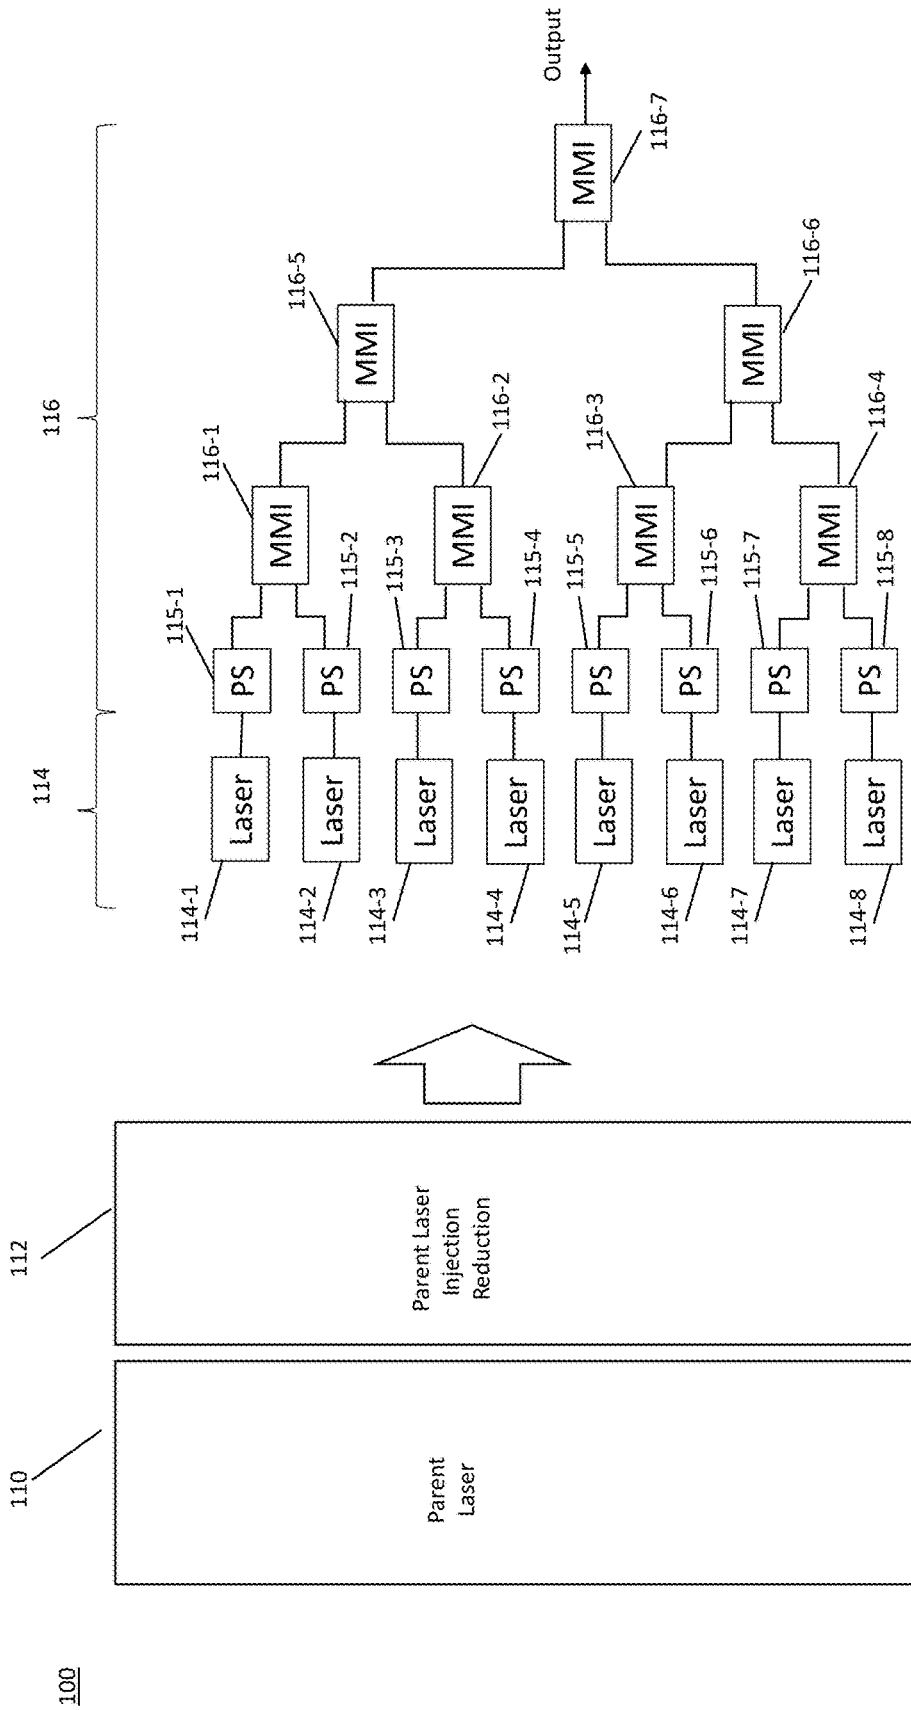 100
110
112
114
116
Parent
Laser
Parent Laser
Injection
Reduction
114-1
114-2
114-3
114-4
114-5
114-6
114-7
114-8
Laser
Laser
Laser
Laser
Laser
Laser
Laser
Laser
115-1
115-2
115-3
115-4
115-5
115-6
115-7
115-8
PS
PS
PS
PS
PS
PS
PS
PS
116-1
116-2
116-3
116-4
MMI
MMI
MMI
MMI
116-5
116-6
MMI
MMI
116-7
MMI
Output